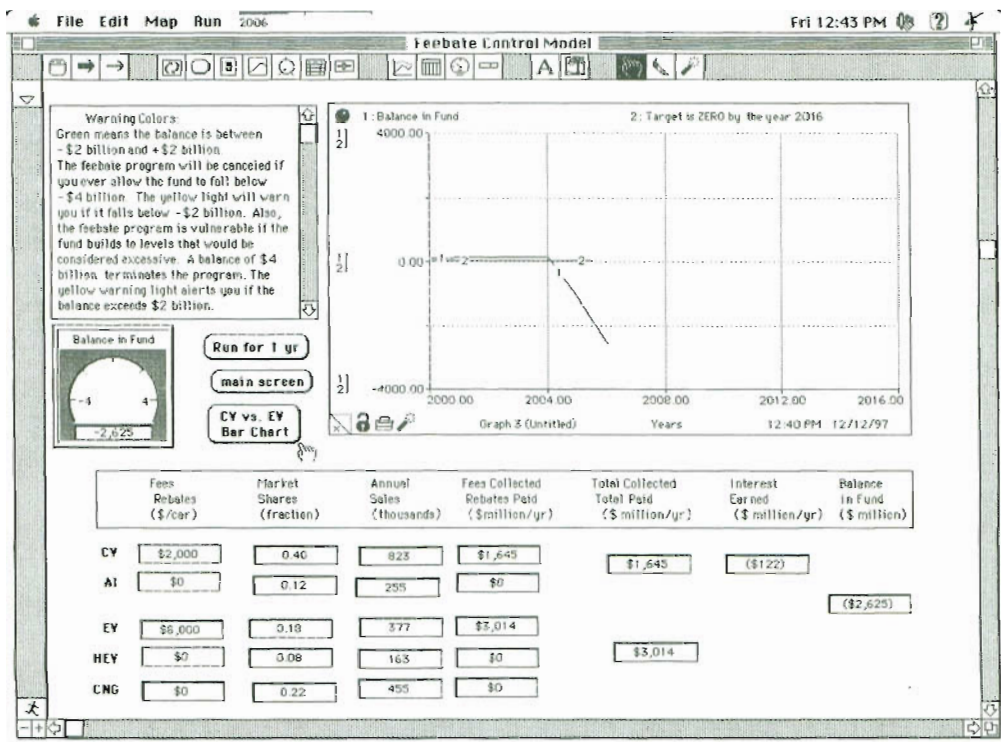 File Edit Map Run 2006 Fri 12:43 PM
Feebate Control Model
Warning Colors:
Green means the balance is between
- $2 billion and + $2 billion
The feebate program will be canceled if
you ever allow the fund to fall below
- $4 billion. The yellow light will warn
you if it falls below - $2 billion. Also,
the feebate program is vulnerable if the
fund builds to levels that would be
considered excessive. A balance of $4
billion terminates the program. The
yellow warning light alerts you if the
balance exceeds $2 billion.
1: Balance in Fund 2: Target is ZERO by the year 2016
4000.00
0.00
-4000.00
2000.00 2004.00 2008.00 2012.00 2016.00
Graph 3 (Untitled) Years 12:40 PM 12/12/97
Balance in Fund
-4 4
-2,625
Run for 1 yr
main screen
CV vs. EV
Bar Chart
Fees Market Annual Fees Collected Total Collected Interest Balance
Rebates Shares Sales Rebates Paid Total Paid Earned in Fund
($/car) (fraction) (thousands) ($million/yr) ($ million/yr) ($ million/yr) ($ million)
CV $2,000 0.40 823 $1,645 $1,645 ($122)
AI $0 0.12 255 $0
($2,625)
EV $8,000 0.18 377 $3,014
HEV $0 0.08 163 $0 $3,014
CNG $0 0.22 455 $0